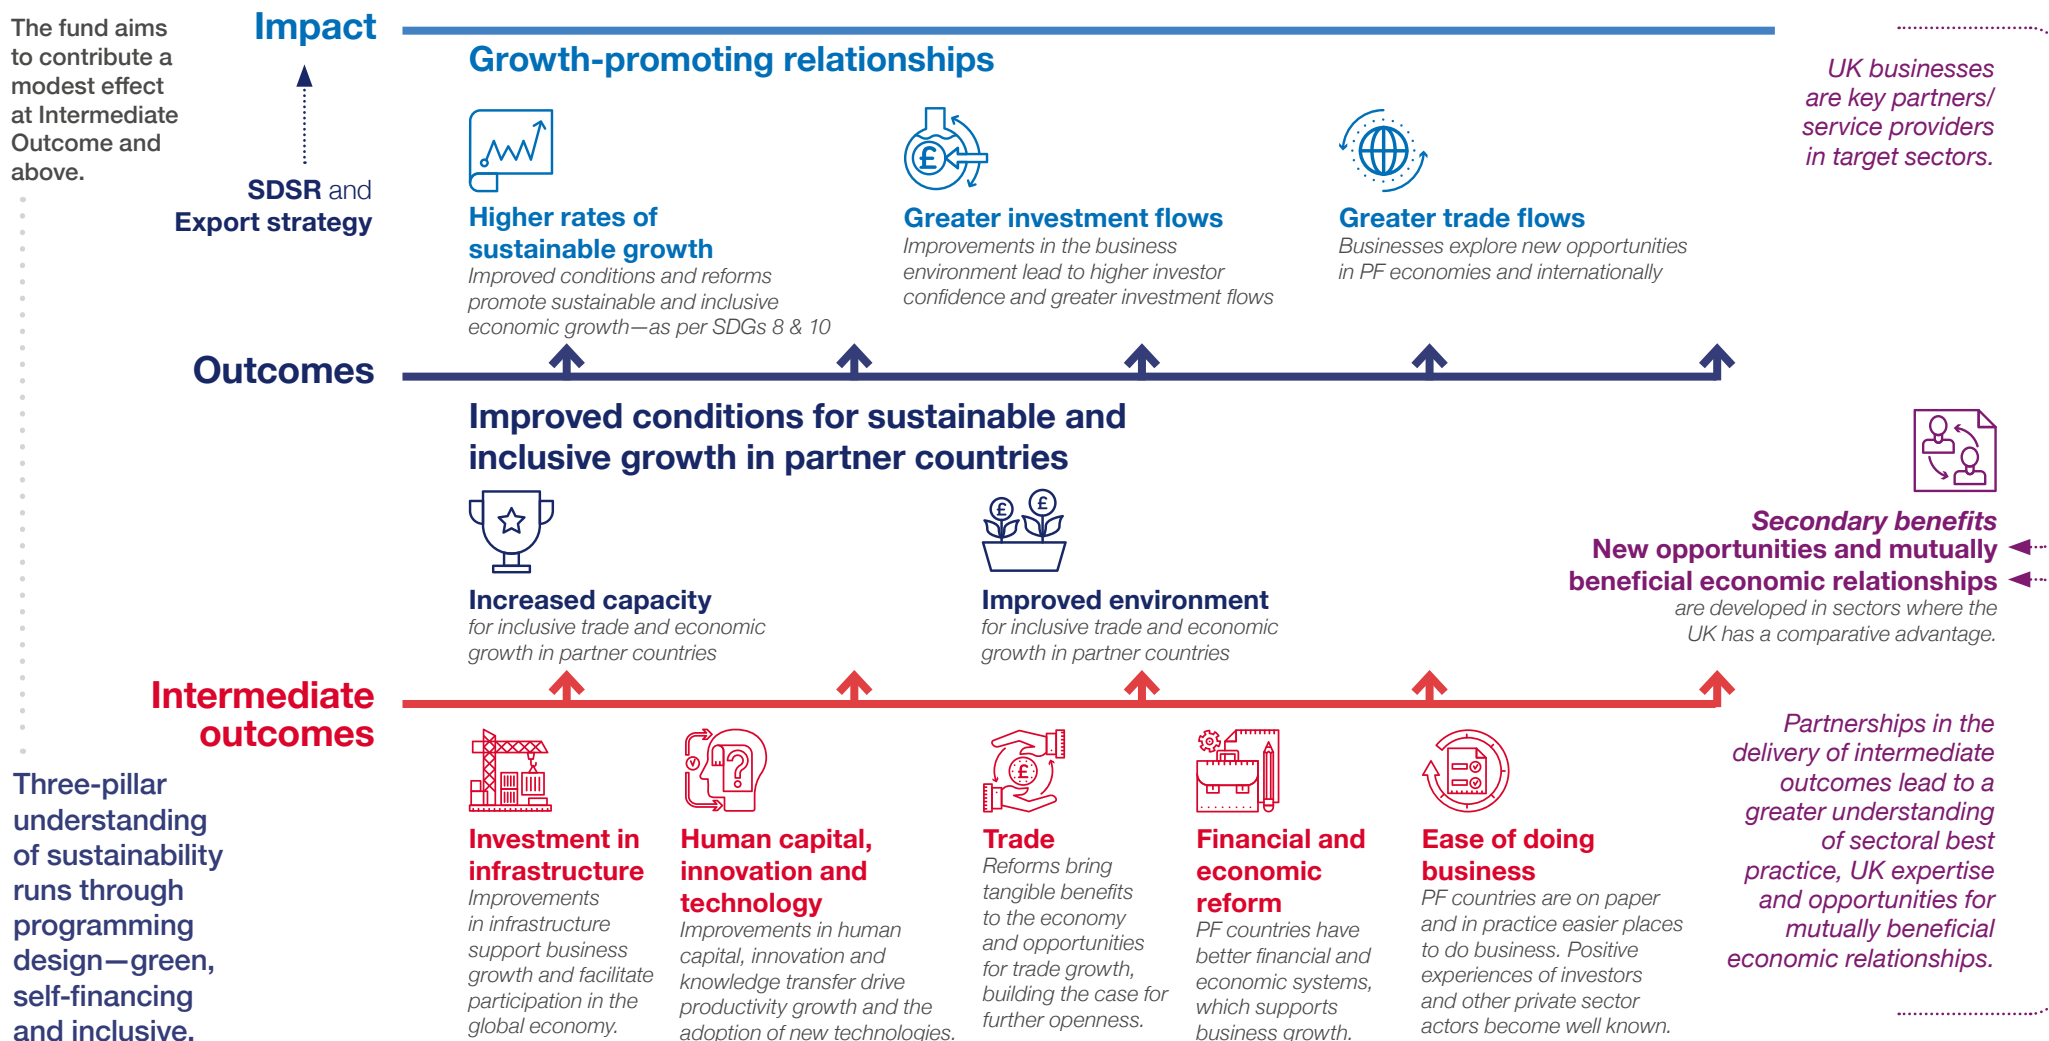 The fund aims
to contribute a
modest effect
at Intermediate
Outcome and
above.
Impact
SDSR and
Export strategy
Growth-promoting relationships
Higher rates of
sustainable growth
Improved conditions and reforms
promote sustainable and inclusive
economic growth—as per SDGs 8 & 10
£
Greater investment flows
Improvements in the business
environment lead to higher investor
confidence and greater investment flows
Greater trade flows
Businesses explore new opportunities
in PF economies and internationally
UK businesses
are key partners/
service providers
in target sectors.
Outcomes
Improved conditions for sustainable and
inclusive growth in partner countries
Increased capacity
for inclusive trade and economic
growth in partner countries
£ £
Improved environment
for inclusive trade and economic
growth in partner countries
Secondary benefits
New opportunities and mutually
beneficial economic relationships
are developed in sectors where the
UK has a comparative advantage.
Intermediate
outcomes
Three-pillar
understanding
of sustainability
runs through
programming
design—green,
self-financing
and inclusive.
Investment in
infrastructure
Improvements
in infrastructure
support business
growth and facilitate
participation in the
global economy.
?
Human capital,
innovation and
technology
Improvements in human
capital, innovation and
knowledge transfer drive
productivity growth and the
adoption of new technologies.
£
Trade
Reforms bring
tangible benefits
to the economy
and opportunities
for trade growth,
building the case for
further openness.
Financial and
economic
reform
PF countries have
better financial and
economic systems,
which supports
business growth.
Ease of doing
business
PF countries are on paper
and in practice easier places
to do business. Positive
experiences of investors
and other private sector
actors become well known.
Partnerships in the
delivery of intermediate
outcomes lead to a
greater understanding
of sectoral best
practice, UK expertise
and opportunities for
mutually beneficial
economic relationships.